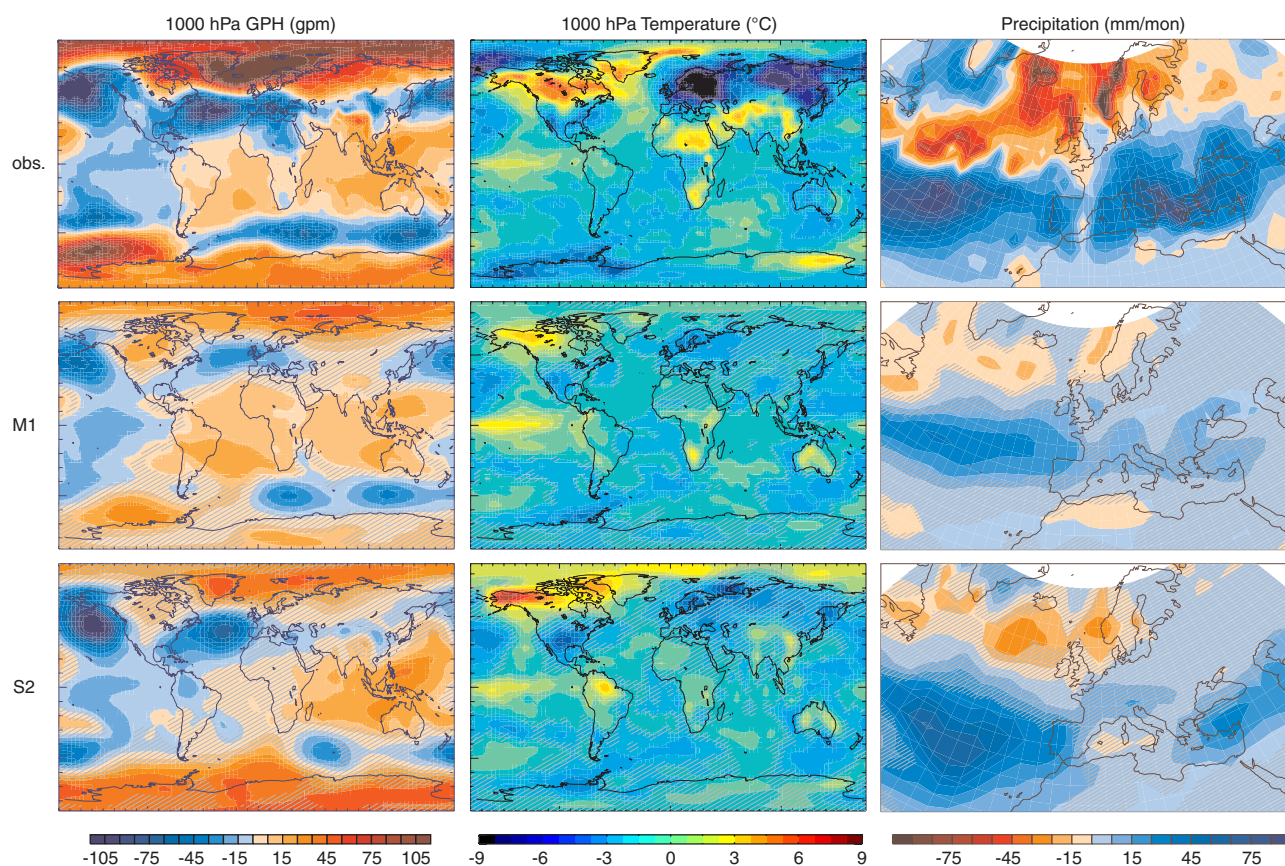 1000 hPa GPH (gpm) 1000 hPa Temperature (°C) Precipitation (mm/mon)
obs.
M1
S2
-105 -75 -45 -15 15 45 75 105
-9 -6 -3 0 3 6 9
-75 -45 -15 15 45 75